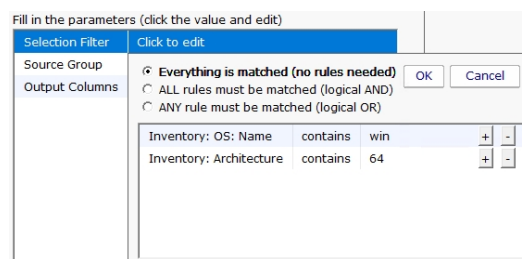 Fill in the parameters (click the value and edit)
Selection Filter Click to edit
Source Group
Output Columns
Everything is matched (no rules needed) OK Cancel
ALL rules must be matched (logical AND)
ANY rule must be matched (logical OR)
Inventory: OS: Name contains win + -
Inventory: Architecture contains 64 + -